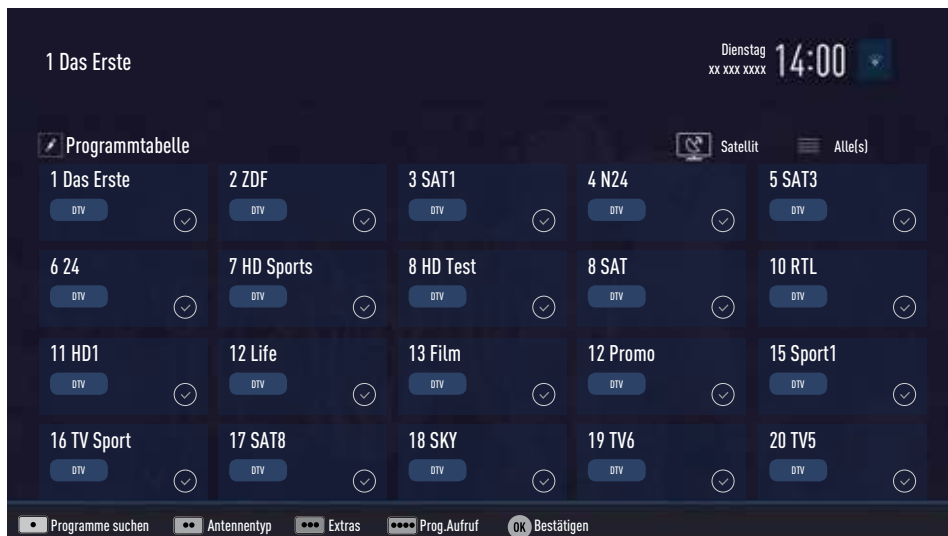 1 Das Erste
Dienstag
xx xxx xxxx
14:00
Programmtabelle
Satellit
Alle(s)
1 Das Erste
DTV
2 ZDF
DTV
3 SAT1
DTV
4 N24
DTV
5 SAT3
DTV
6 24
DTV
7 HD Sports
DTV
8 HD Test
DTV
8 SAT
DTV
10 RTL
DTV
11 HD1
DTV
12 Life
DTV
13 Film
DTV
12 Promo
DTV
15 Sport1
DTV
16 TV Sport
DTV
17 SAT8
DTV
18 SKY
DTV
19 TV6
DTV
20 TV5
DTV
Programme suchen
Antennentyp
Extras
Prog.Aufruf
OK Bestätigen